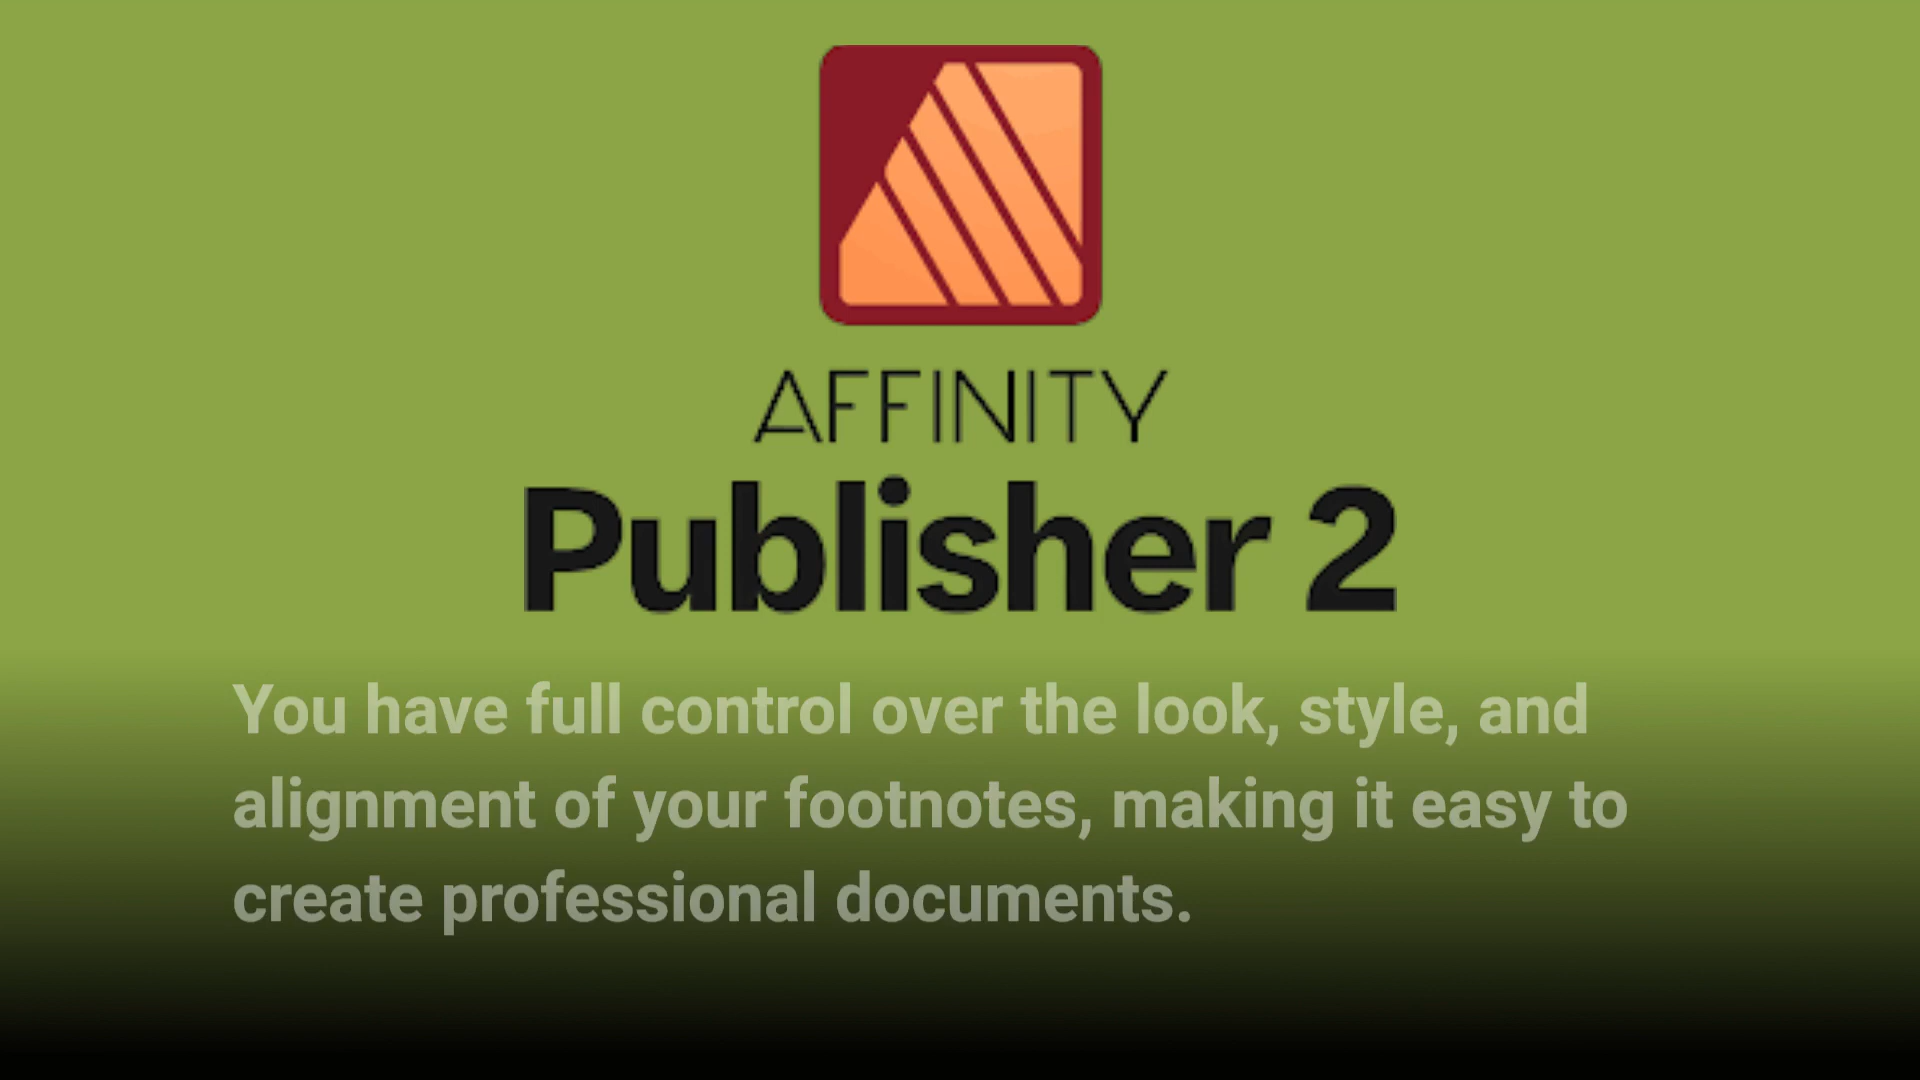 AFFINITY
Publisher 2
You have full control over the look, style, and
alignment of your footnotes, making it easy to
create professional documents.